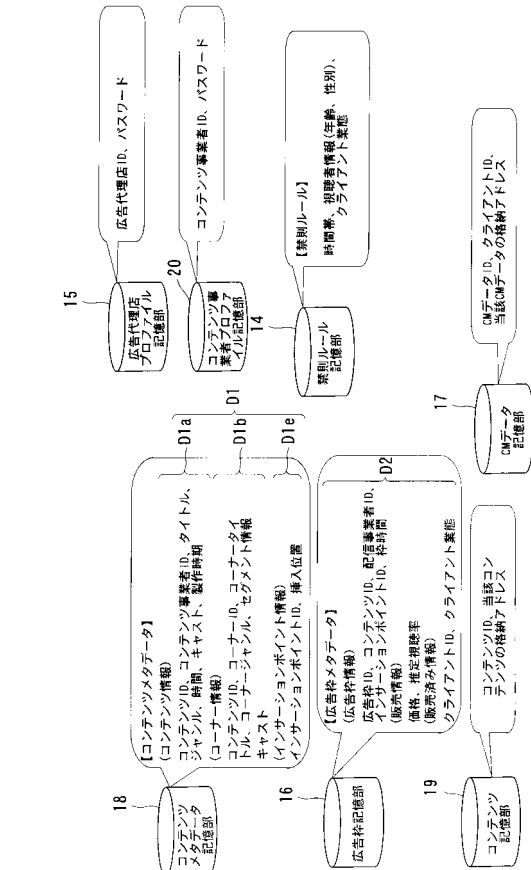 18
コンテンツ
メタデータ
記憶部
【コンテンツメタデータ】
(コンテンツ情報)
コンテンツID、コンテンツ事業者ID、タイトル、
ジャンル、時間、キャスト、製作時期
(コーナー情報)
コンテンツID、コーナーID、コーナータイ
トル、コーナージャンル、セグメント情報
キャスト
(インサーションポイント情報)
インサーションポイントID、挿入位置
D1a
D1b
D1e
D1
15
広告代理店
プロファイル
記憶部
広告代理店ID、パスワード
20
コンテンツ事
業者プロファ
イル記憶部
コンテンツ事業者ID、パスワード
16
広告枠記憶部
【広告枠メタデータ】
(広告枠情報)
広告枠ID、コンテンツID、配信事業者ID、
インサーションポイントID、枠時間
(販売情報)
価格、推定視聴率
(販売済み情報)
クライアントID、クライアント業態
D2
14
禁則ルール
記憶部
【禁則ルール】
時間帯、視聴者情報(年齢、性別)、
クライアント業態
19
コンテンツ
記憶部
コンテンツID、当該コン
テンツの格納アドレス
17
CMデータ
記憶部
CMデータID、クライアントID、
当該CMデータの格納アドレス